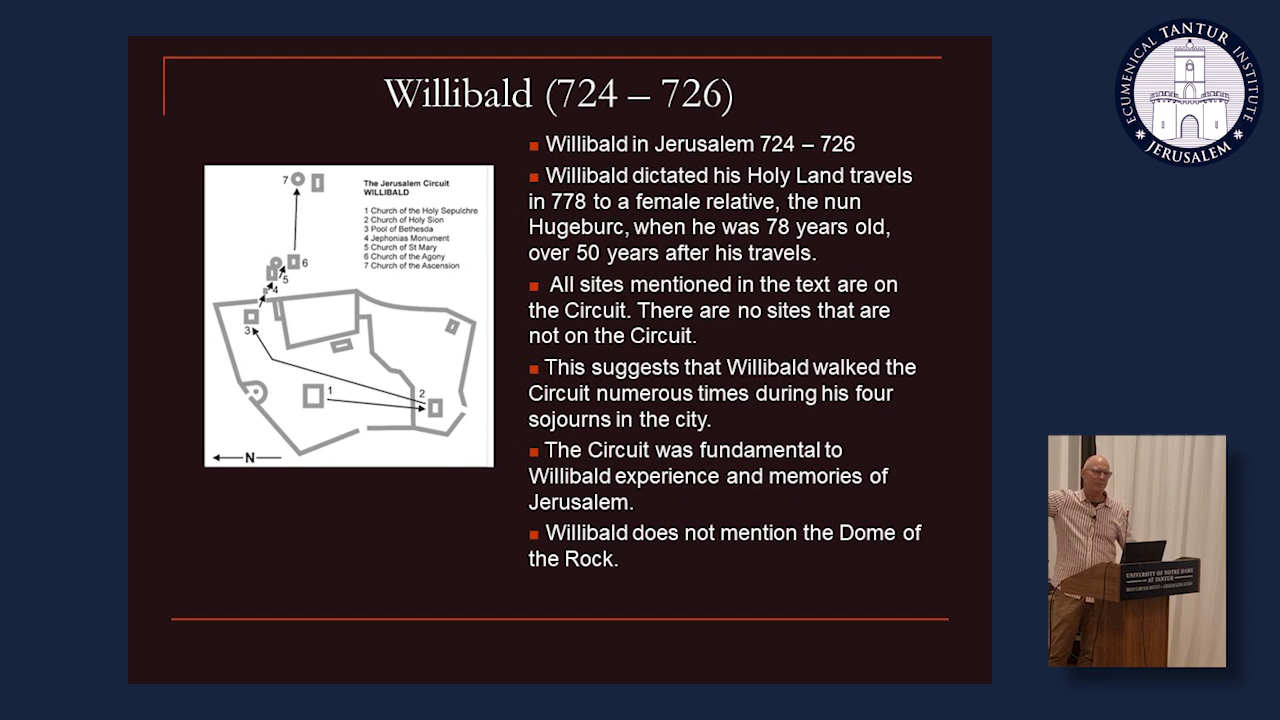 Willibald (724 – 726)
The Jerusalem Circuit
WILLIBALD
1 Church of the Holy Sepulchre
2 Church of Holy Sion
3 Pool of Bethesda
4 Jephonias Monument
5 Church of St Mary
6 Church of the Agony
7 Church of the Ascension
7
6
5
4
3
1
2
N
■ Willibald in Jerusalem 724 – 726
■ Willibald dictated his Holy Land travels
in 778 to a female relative, the nun
Hugeburc, when he was 78 years old,
over 50 years after his travels.
■ All sites mentioned in the text are on
the Circuit. There are no sites that are
not on the Circuit.
■ This suggests that Willibald walked the
Circuit numerous times during his four
sojourns in the city.
■ The Circuit was fundamental to
Willibald experience and memories of
Jerusalem.
■ Willibald does not mention the Dome of
the Rock.
ECUMENICAL TANTUR INSTITUTE
JERUSALEM
UNIVERSITY OF NOTRE DAME
AT TANTUR